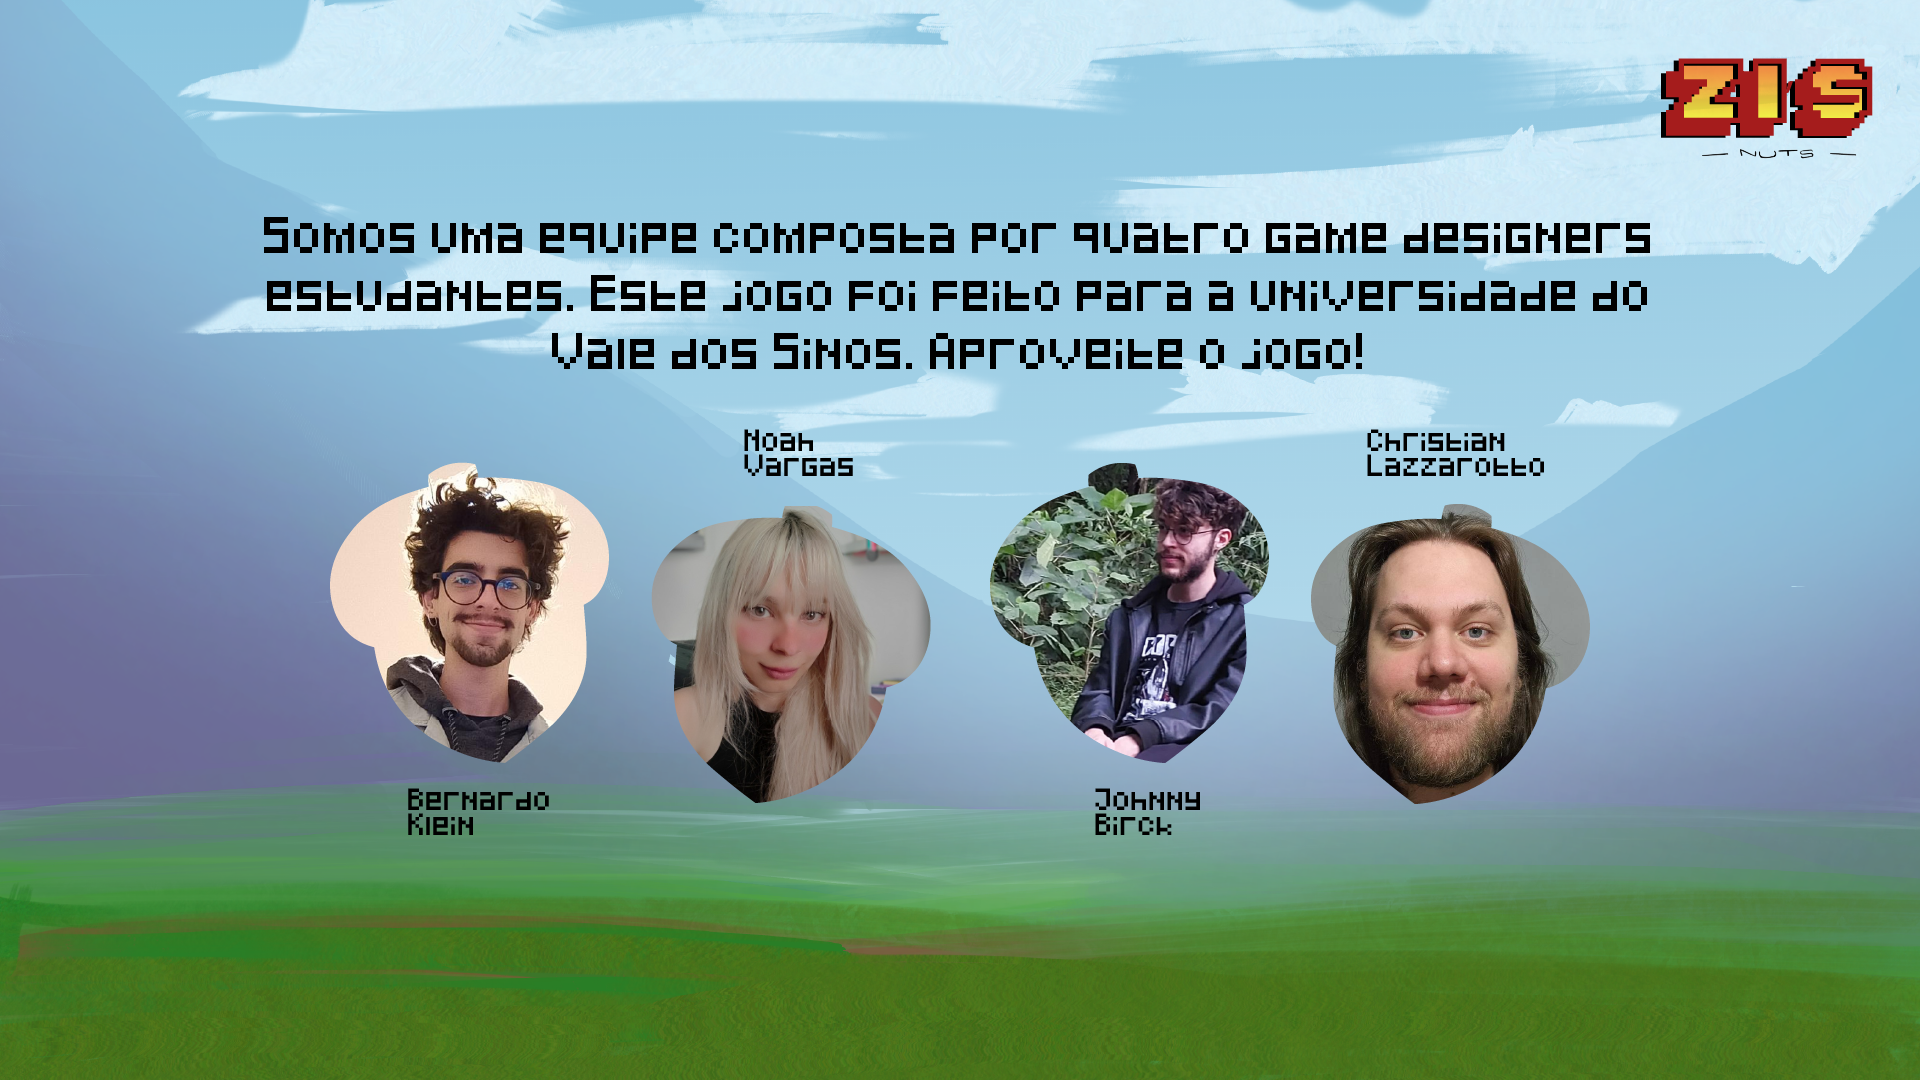 ZIS
NUTS
Somos uma equipe composta por quatro game designers
estudantes. Este jogo foi feito para a universidade do
Vale dos Sinos. Aproveite o jogo!
Noah
Vargas
Christian
Lazzarotto
Bernardo
Klein
Johnny
Birck